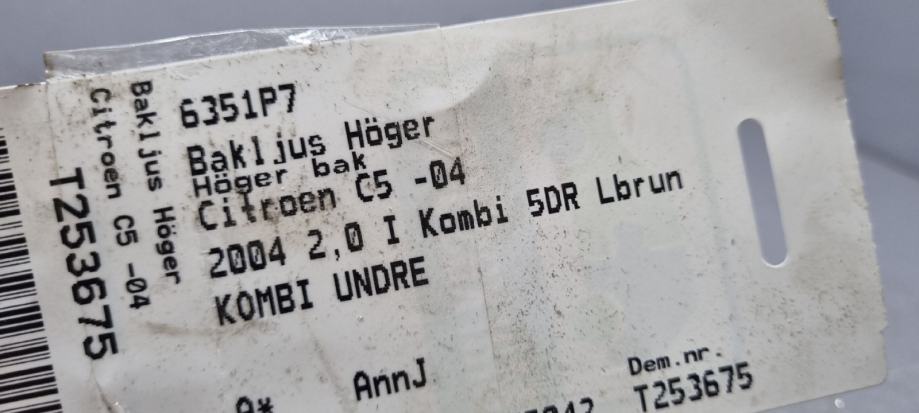 6351P7
Bakljus Höger
Höger bak
Citroen C5 -04
2004 2,0 I Kombi 5DR Lbrun
KOMBI UNDRE
A* AnnJ
Dem.nr.
T253675
Bakljus Höger
Citroen C5 -04
T253675